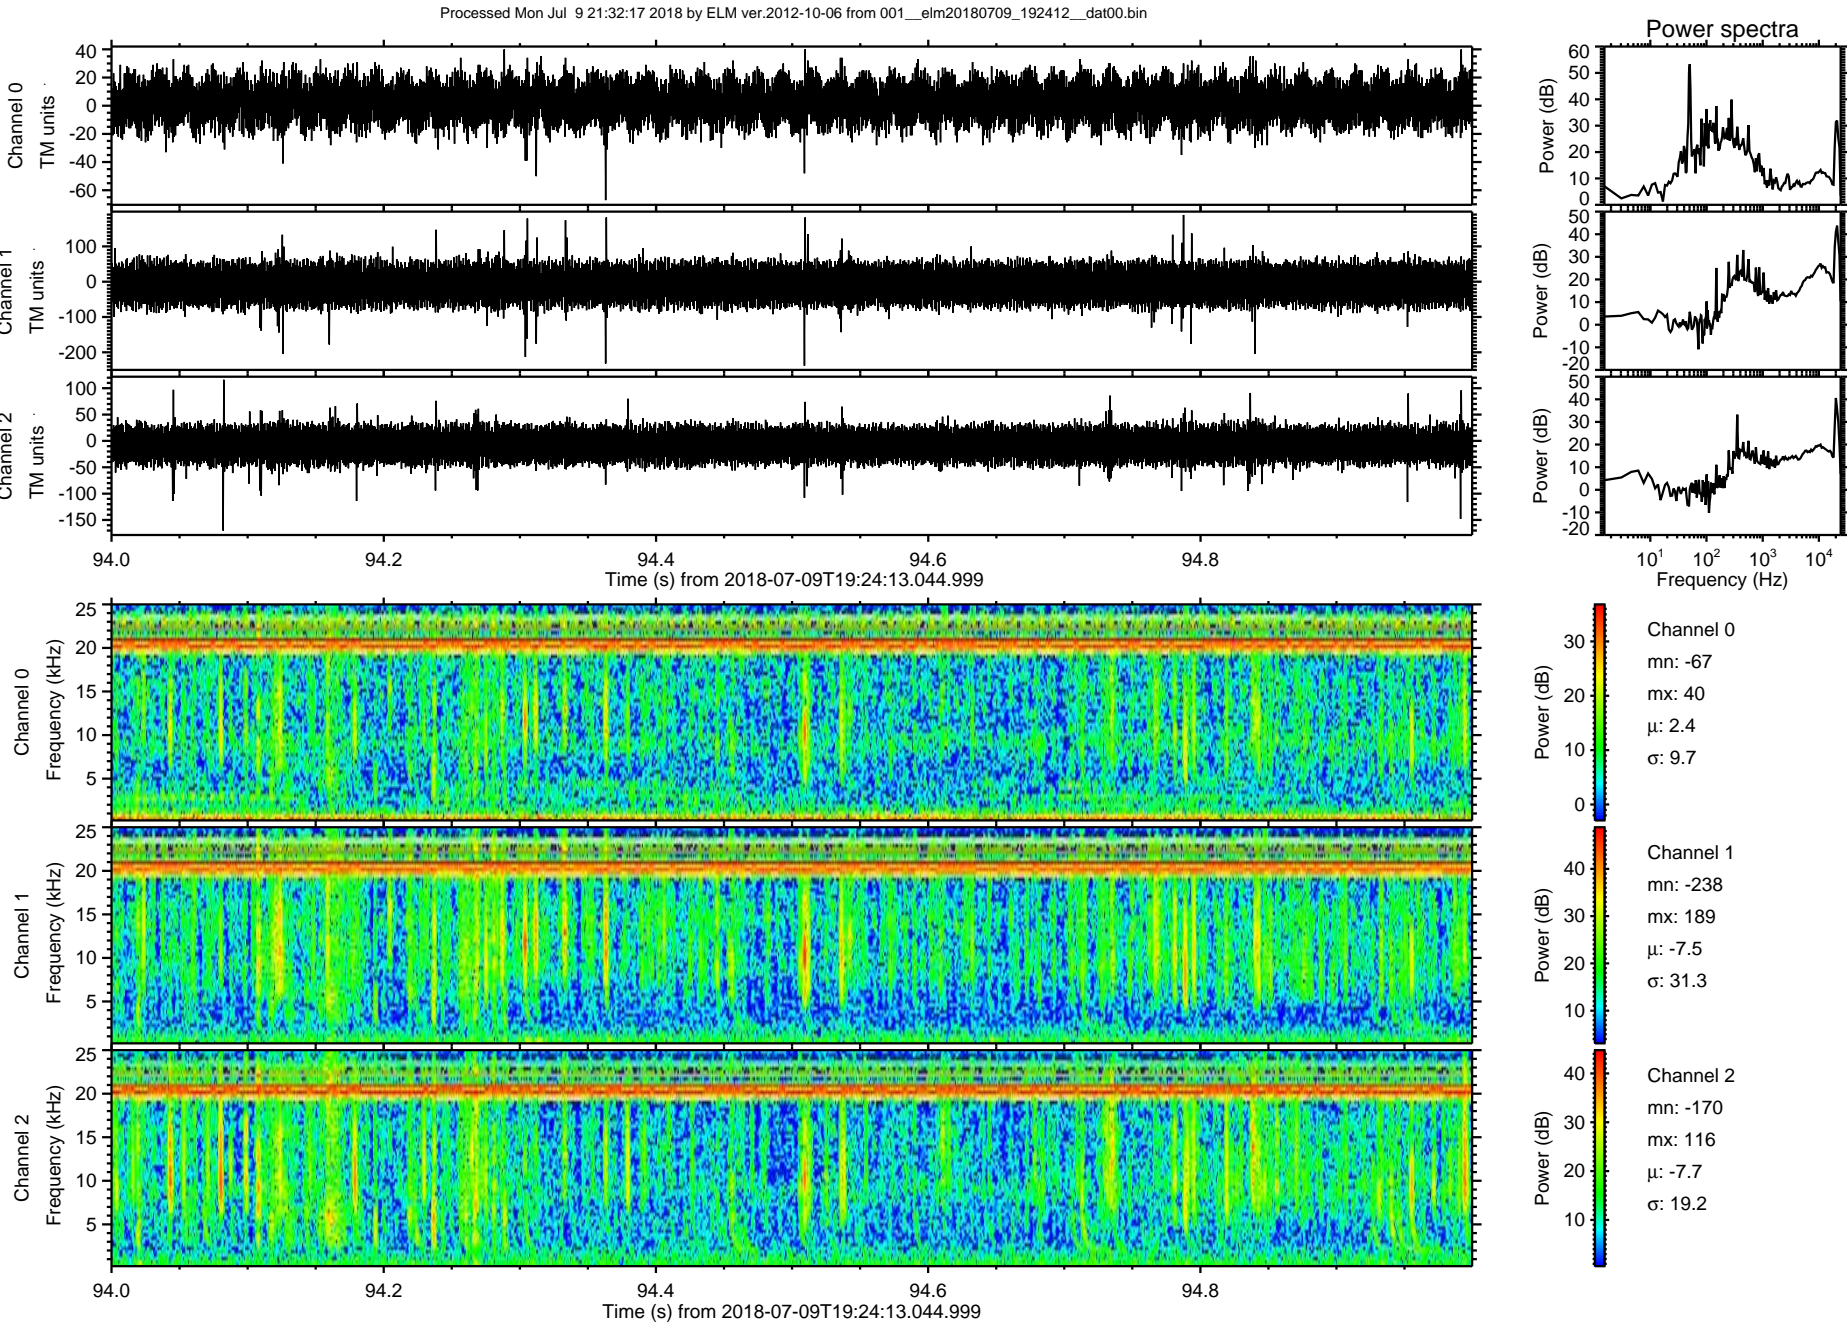 Processed Mon Jul  9 21:32:17 2018 by ELM ver.2012-10-06 from 001__elm20180709_192412__dat00.bin
Power spectra
Channel 0
TM units
40
20
0
-20
-40
-60
Power (dB)
60
50
40
30
20
10
0
Channel 1
TM units
100
0
-100
-200
Power (dB)
50
40
30
20
10
0
-10
-20
Channel 2
TM units
100
50
0
-50
-100
-150
Power (dB)
50
40
30
20
10
0
-10
-20
94.0 94.2 94.4 94.6 94.8
Time (s) from 2018-07-09T19:24:13.044.999
10^1 10^2 10^3 10^4
Frequency (Hz)
Channel 0
Frequency (kHz)
25
20
15
10
5
Power (dB)
30
20
10
0
Channel 0
mn: -67
mx: 40
μ: 2.4
σ: 9.7
Channel 1
Frequency (kHz)
25
20
15
10
5
Power (dB)
40
30
20
10
Channel 1
mn: -238
mx: 189
μ: -7.5
σ: 31.3
Channel 2
Frequency (kHz)
25
20
15
10
5
Power (dB)
40
30
20
10
Channel 2
mn: -170
mx: 116
μ: -7.7
σ: 19.2
94.0 94.2 94.4 94.6 94.8
Time (s) from 2018-07-09T19:24:13.044.999